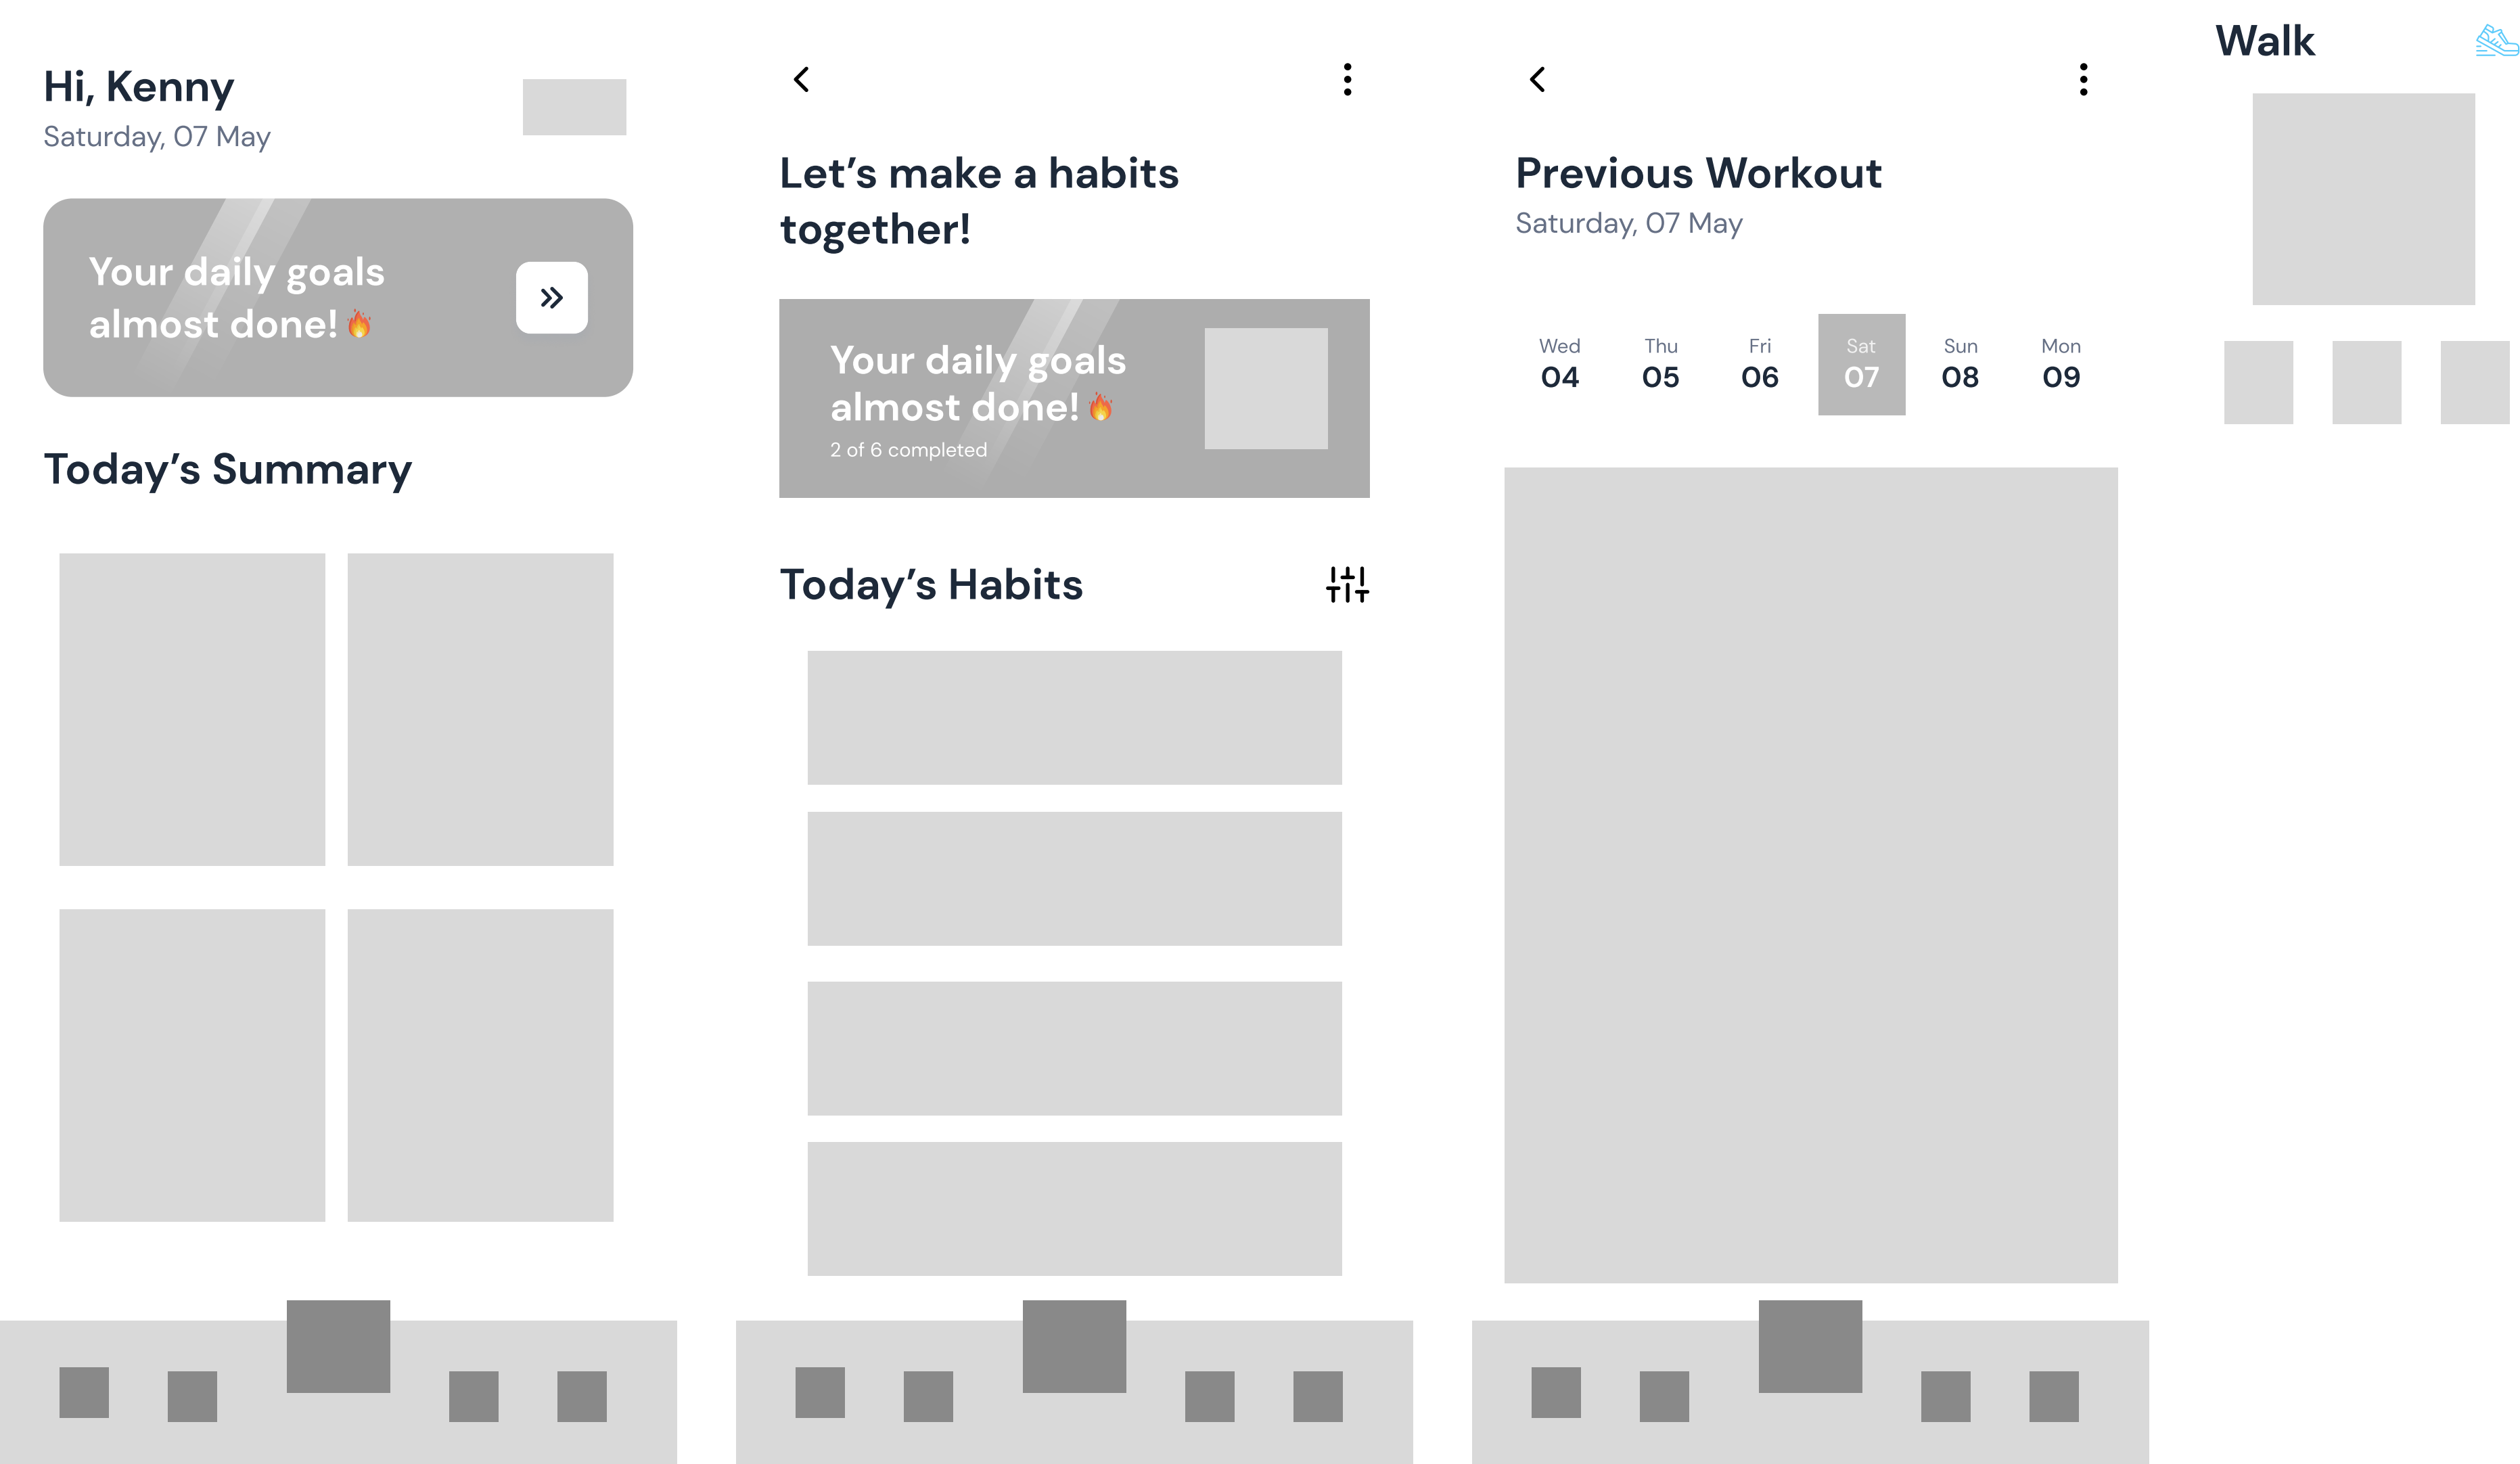 Hi, Kenny
Saturday, 07 May
Your daily goals
almost done! 🔥
Today’s Summary
Let’s make a habits
together!
Your daily goals
almost done! 🔥
2 of 6 completed
Today’s Habits
Previous Workout
Saturday, 07 May
Wed Thu Fri Sat Sun Mon
04 05 06 07 08 09
Walk